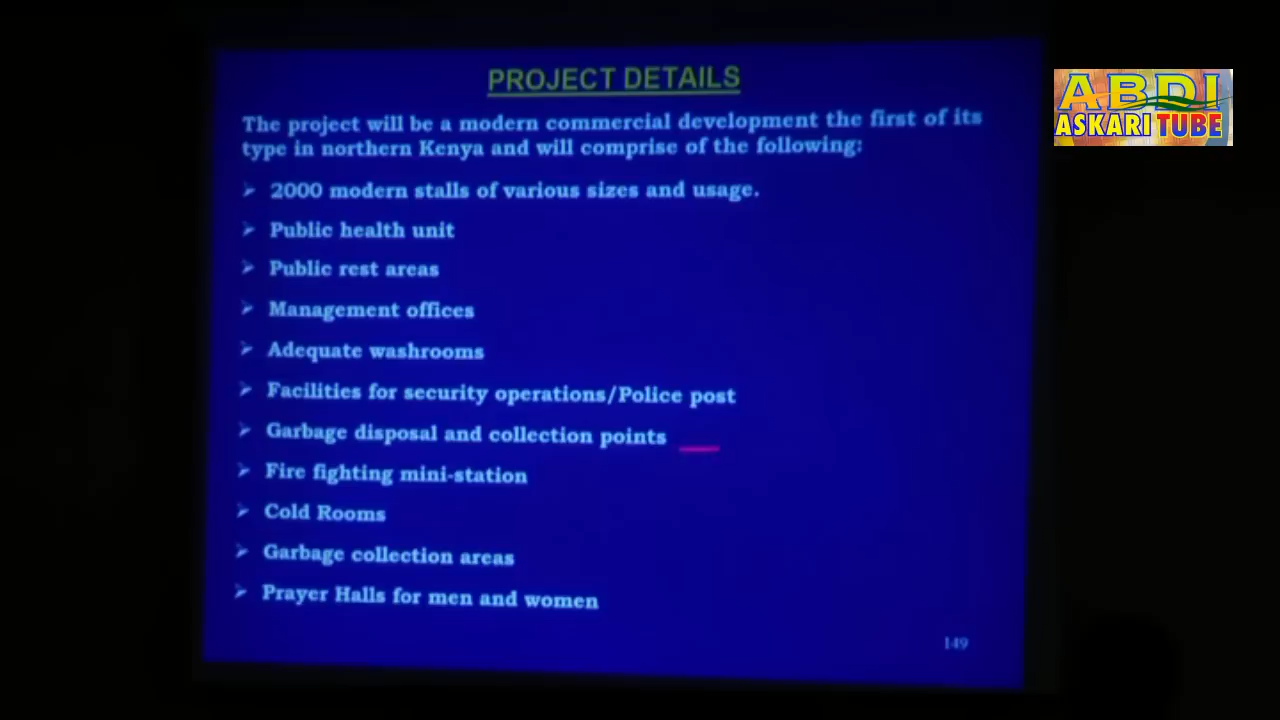 PROJECT DETAILS
The project will be a modern commercial development the first of its
type in northern Kenya and will comprise of the following:
➢ 2000 modern stalls of various sizes and usage.
➢ Public health unit
➢ Public rest areas
➢ Management offices
➢ Adequate washrooms
➢ Facilities for security operations/Police post
➢ Garbage disposal and collection points
➢ Fire fighting mini-station
➢ Cold Rooms
➢ Garbage collection areas
➢ Prayer Halls for men and women
149
ABDI
ASKARI TUBE